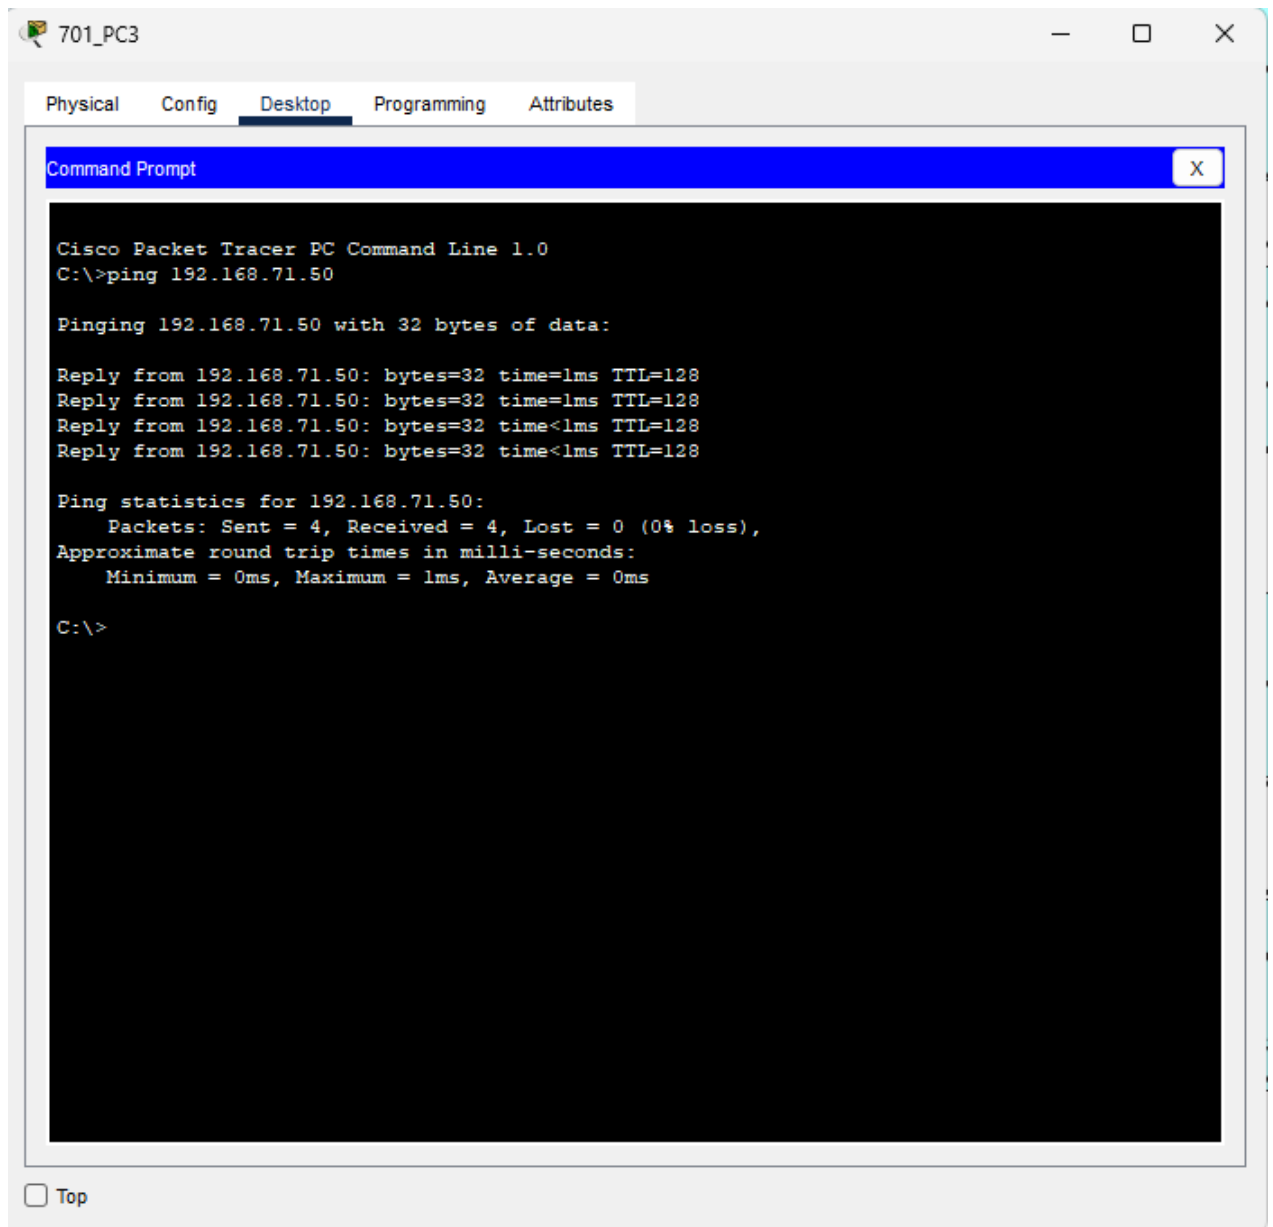 701_PC3
Physical Config Desktop Programming Attributes
Command Prompt
X
Cisco Packet Tracer PC Command Line 1.0
C:\>ping 192.168.71.50
Pinging 192.168.71.50 with 32 bytes of data:
Reply from 192.168.71.50: bytes=32 time=1ms TTL=128
Reply from 192.168.71.50: bytes=32 time=1ms TTL=128
Reply from 192.168.71.50: bytes=32 time<1ms TTL=128
Reply from 192.168.71.50: bytes=32 time<1ms TTL=128
Ping statistics for 192.168.71.50:
Packets: Sent = 4, Received = 4, Lost = 0 (0% loss),
Approximate round trip times in milli-seconds:
Minimum = 0ms, Maximum = 1ms, Average = 0ms
C:\>
Top